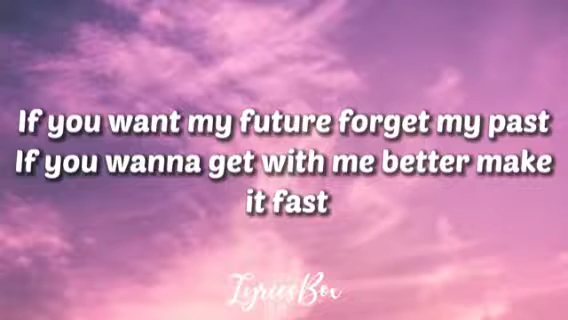 If you want my future forget my past
If you wanna get with me better make
it fast
LyricsBox